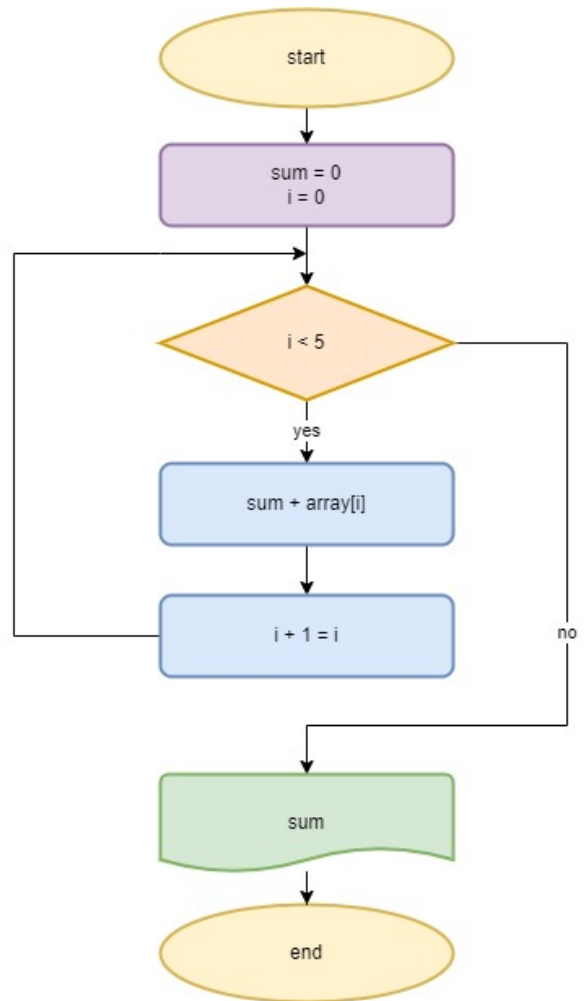 start
sum = 0
i = 0
i < 5
yes
sum + array[i]
i + 1 = i
no
sum
end